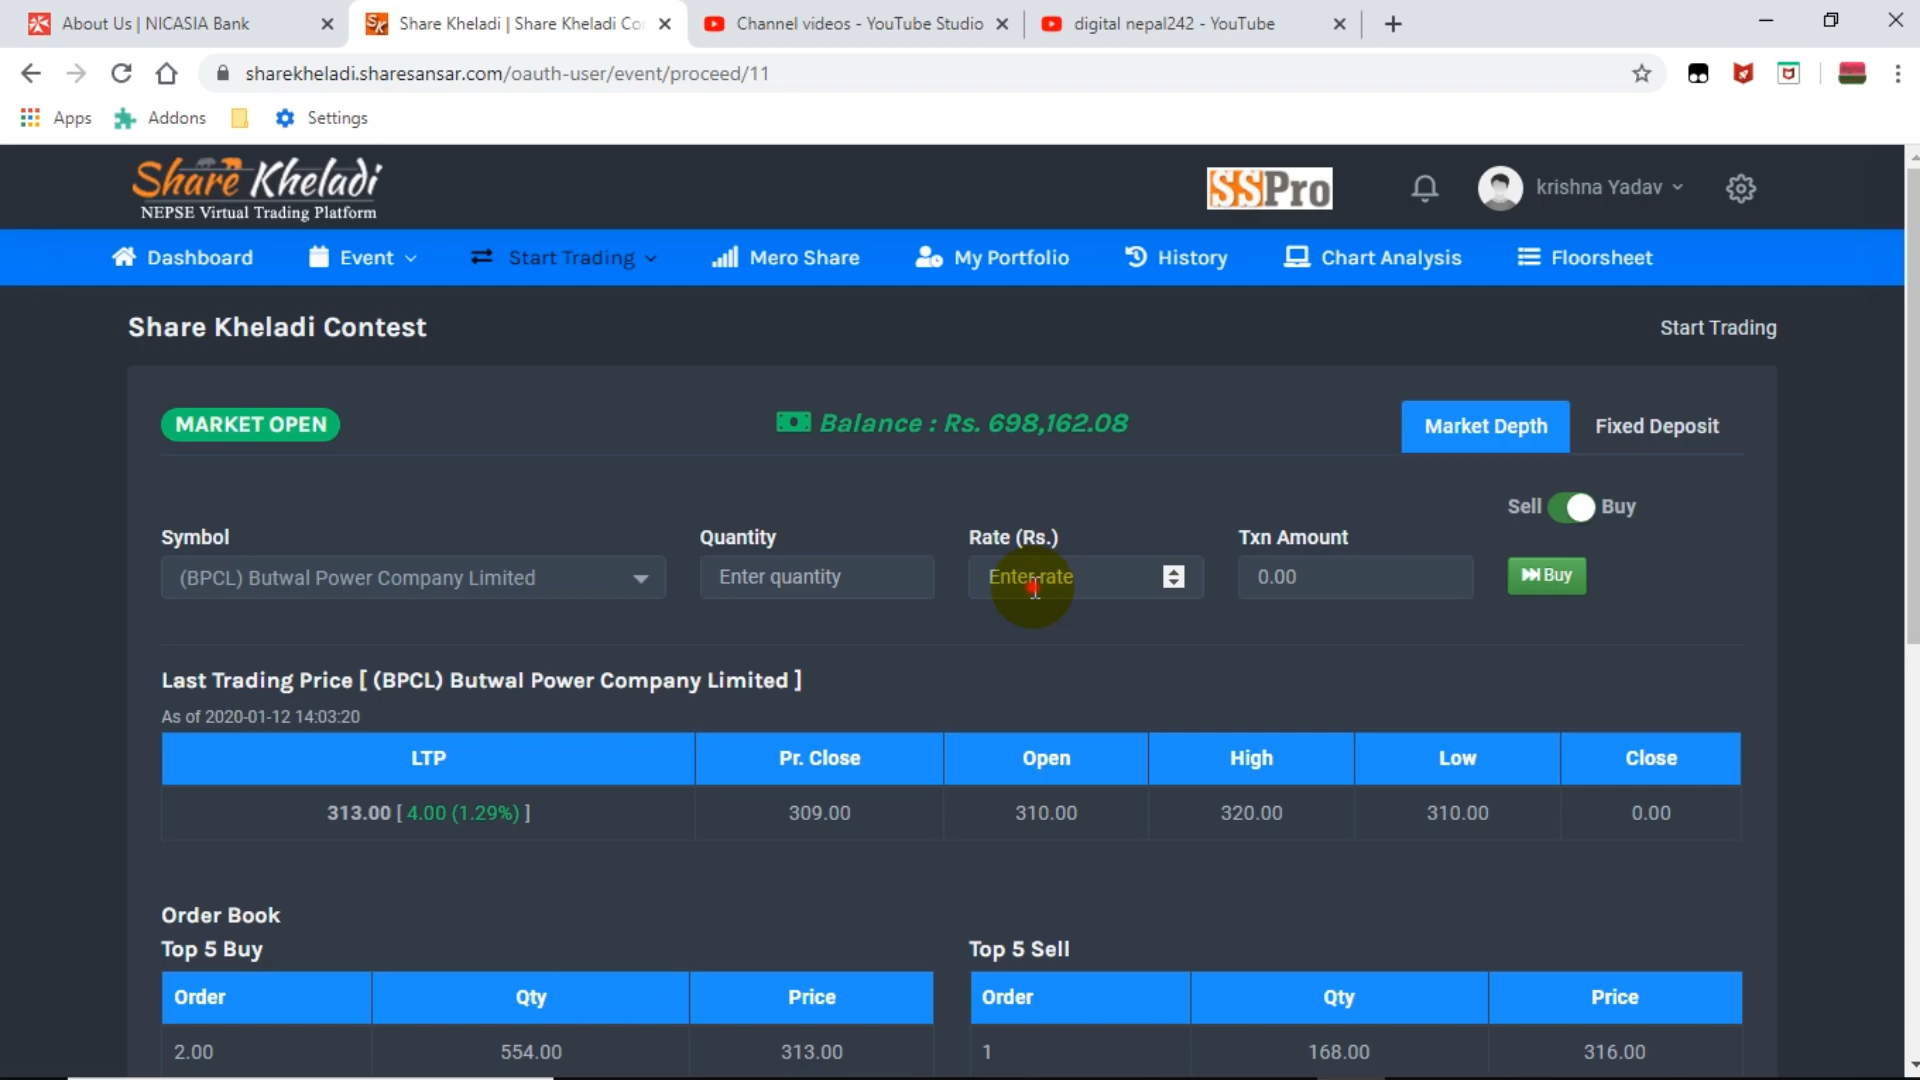 About Us | NICASIA Bank
Share Kheladi | Share Kheladi Co
Channel videos - YouTube Studio
digital nepal242 - YouTube
sharekheladi.sharesansar.com/oauth-user/event/proceed/11
Apps
Addons
Settings
Share Kheladi
NEPSE Virtual Trading Platform
SSPro
krishna Yadav
Dashboard
Event
Start Trading
Mero Share
My Portfolio
History
Chart Analysis
Floorsheet
Share Kheladi Contest
Start Trading
MARKET OPEN
Balance : Rs. 698,162.08
Market Depth
Fixed Deposit
Sell Buy
Symbol Quantity Rate (Rs.) Txn Amount
(BPCL) Butwal Power Company Limited Enter quantity Enter rate 0.00 Buy
Last Trading Price [ (BPCL) Butwal Power Company Limited ]
As of 2020-01-12 14:03:20
LTP Pr. Close Open High Low Close
313.00 [ 4.00 (1.29%) ] 309.00 310.00 320.00 310.00 0.00
Order Book
Top 5 Buy Top 5 Sell
Order Qty Price Order Qty Price
2.00 554.00 313.00 1 168.00 316.00